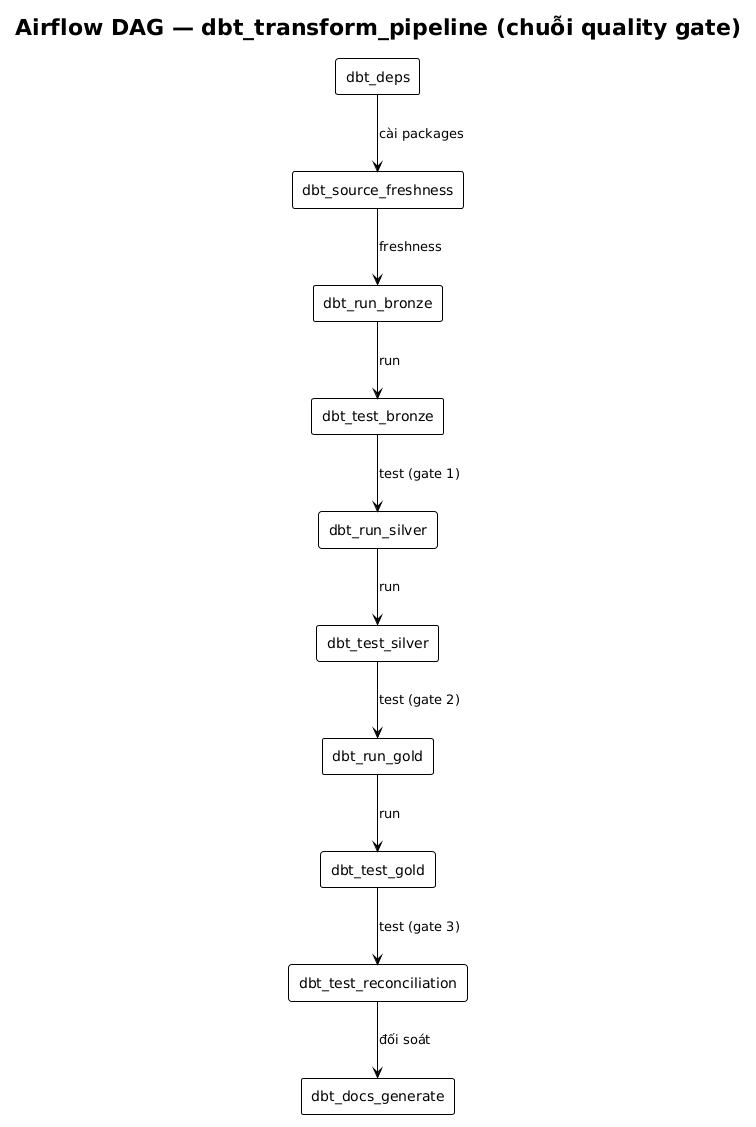 Airflow DAG — dbt_transform_pipeline (chuỗi quality gate)
dbt_deps
cài packages
dbt_source_freshness
freshness
dbt_run_bronze
run
dbt_test_bronze
test (gate 1)
dbt_run_silver
run
dbt_test_silver
test (gate 2)
dbt_run_gold
run
dbt_test_gold
test (gate 3)
dbt_test_reconciliation
đối soát
dbt_docs_generate